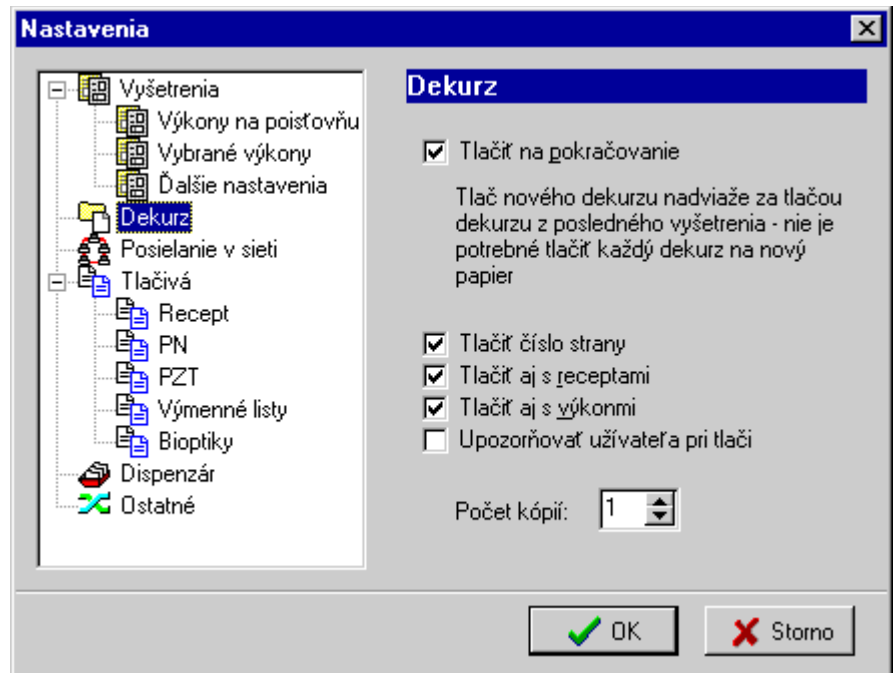 Nastavenia
Vyšetrenia
Výkony na poisťovňu
Vybrané výkony
Ďalšie nastavenia
Dekurz
Posielanie v sieti
Tlačivá
Recept
PN
PZT
Výmenné listy
Bioptiky
Dispenzár
Ostatné
Dekurz
Tlačiť na pokračovanie
Tlač nového dekurzu nadviaže za tlačou
dekurzu z posledného vyšetrenia - nie je
potrebné tlačiť každý dekurz na nový
papier
Tlačiť číslo strany
Tlačiť aj s receptami
Tlačiť aj s výkonmi
Upozorňovať užívateľa pri tlači
Počet kópií: 1
OK
Storno